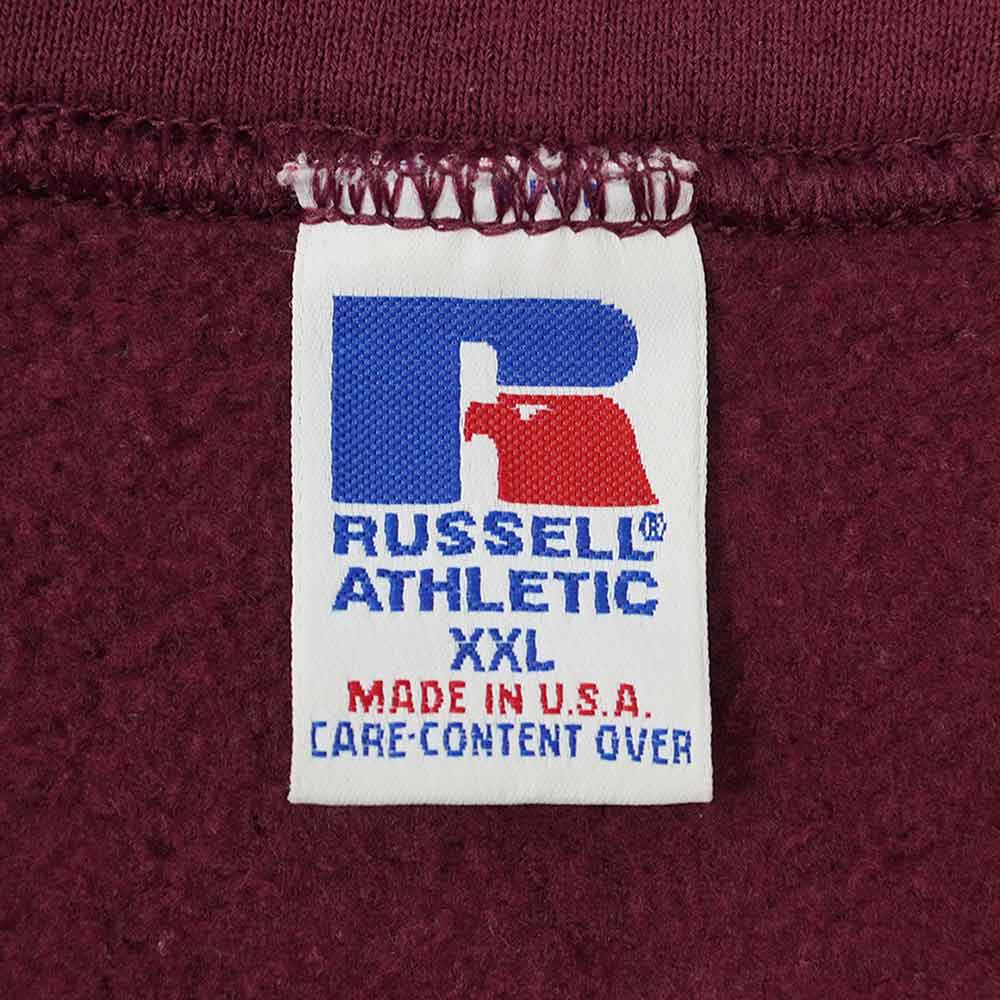 RUSSELL®
ATHLETIC
XXL
MADE IN U.S.A.
CARE-CONTENT OVER